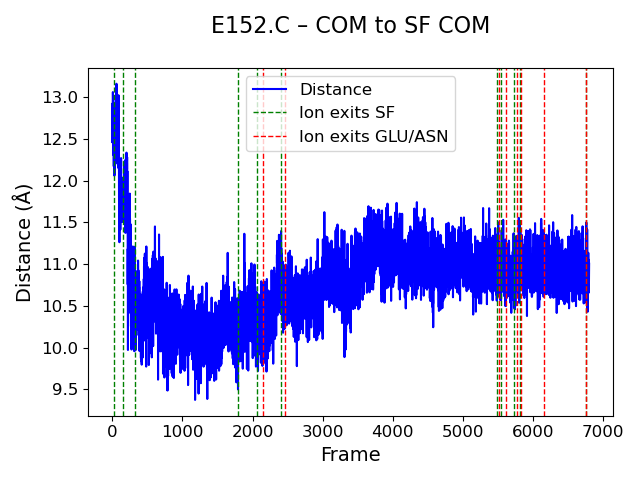 E152.C – COM to SF COM
Distance
Ion exits SF
Ion exits GLU/ASN
Distance (Å)
13.0
12.5
12.0
11.5
11.0
10.5
10.0
9.5
0 1000 2000 3000 4000 5000 6000 7000
Frame